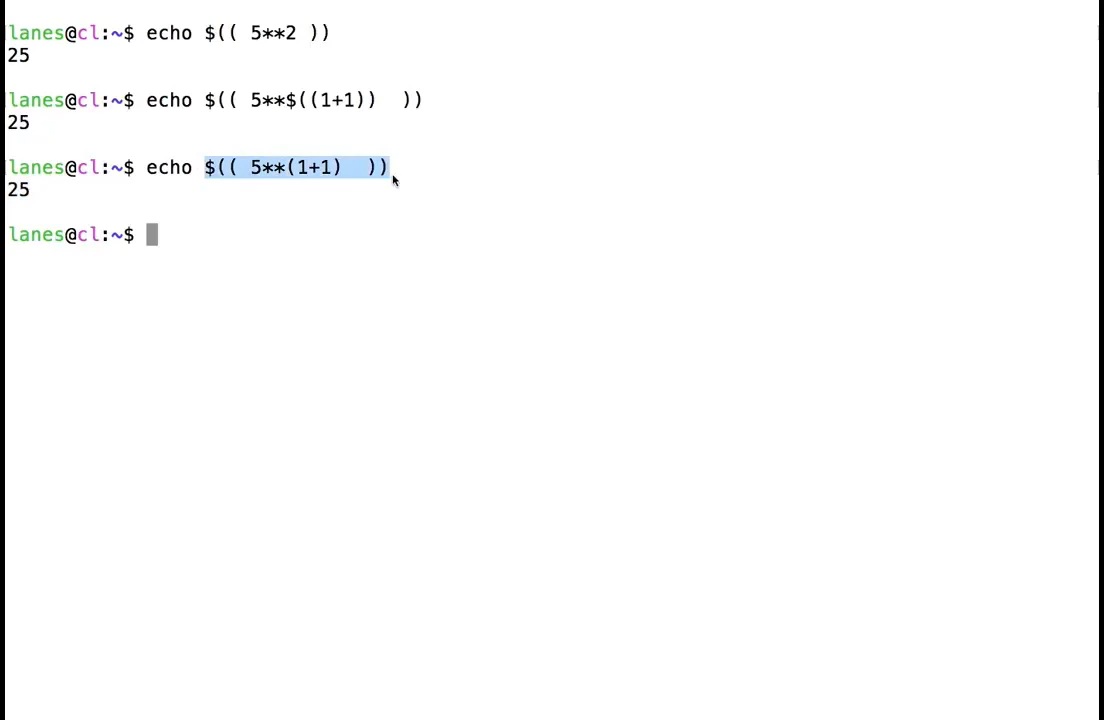 lanes@cl:~$ echo $(( 5**2 ))
25
lanes@cl:~$ echo $(( 5**$((1+1))  ))
25
lanes@cl:~$ echo $(( 5**(1+1)  ))
25
lanes@cl:~$